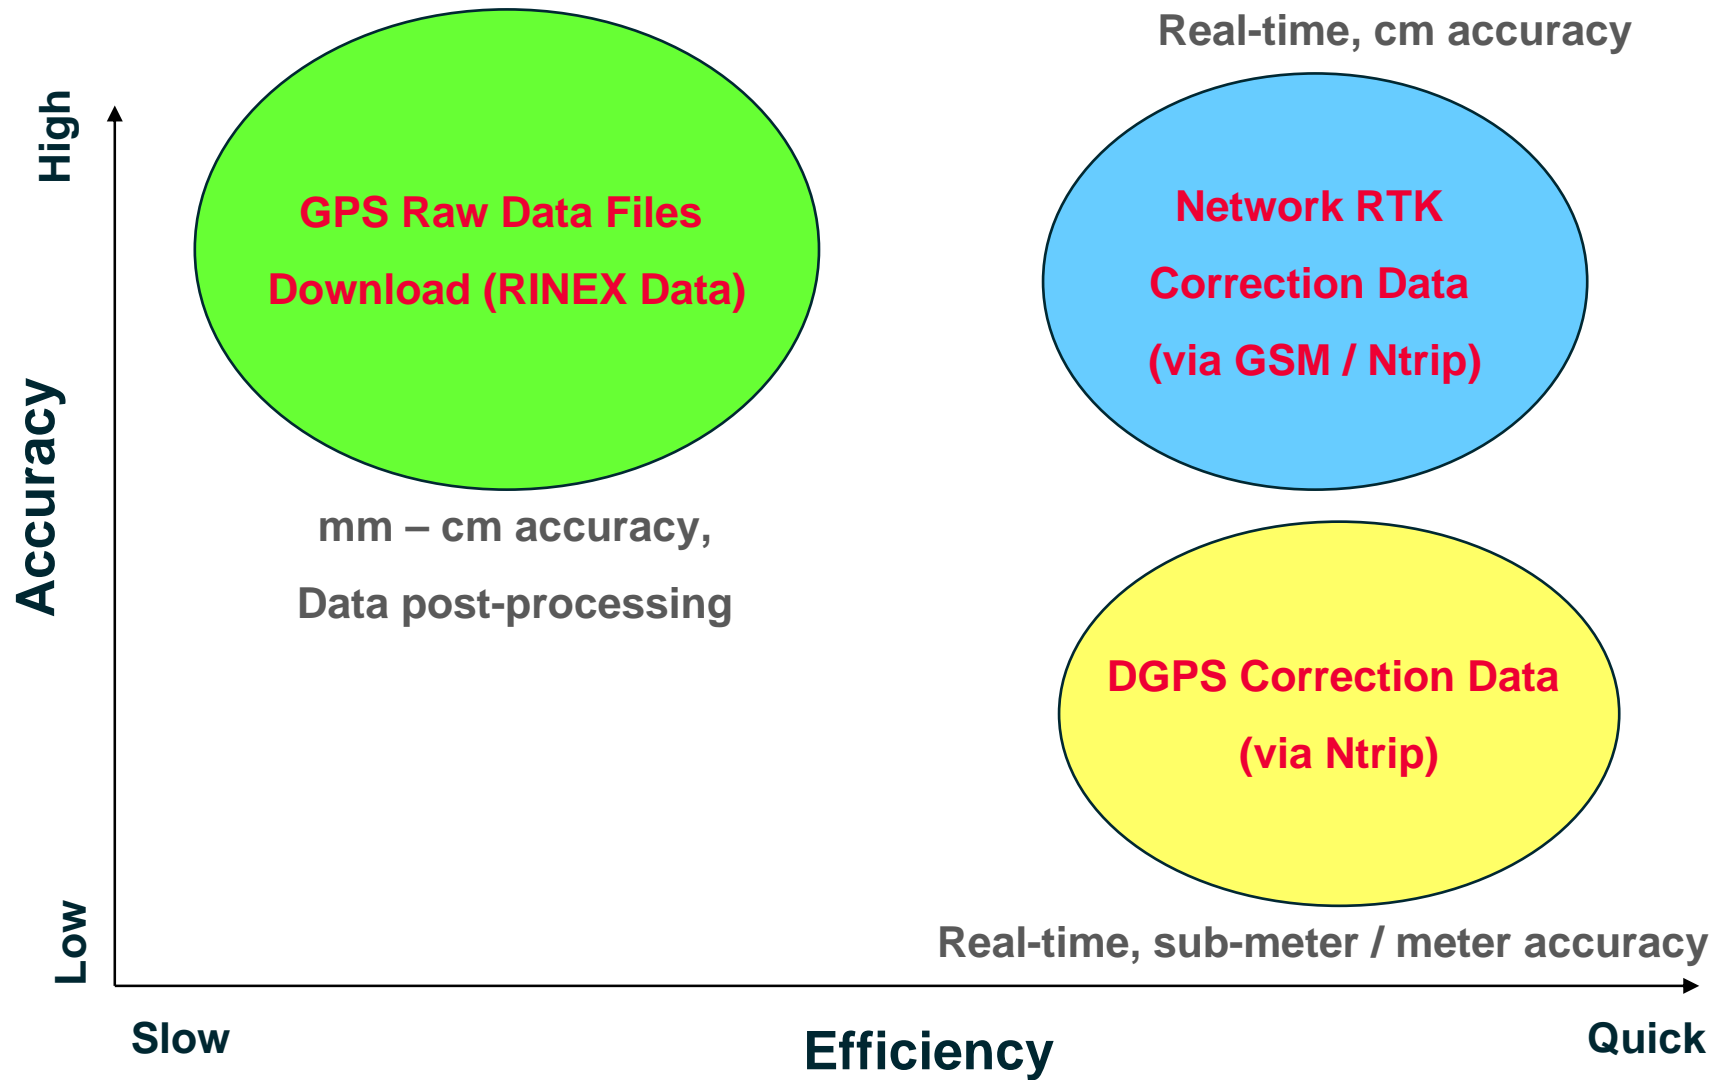 Real-time, cm accuracy
High
GPS Raw Data Files
Download (RINEX Data)
Network RTK
Correction Data
(via GSM / Ntrip)
Accuracy
mm – cm accuracy,
Data post-processing
DGPS Correction Data
(via Ntrip)
Low
Real-time, sub-meter / meter accuracy
Slow
Efficiency
Quick